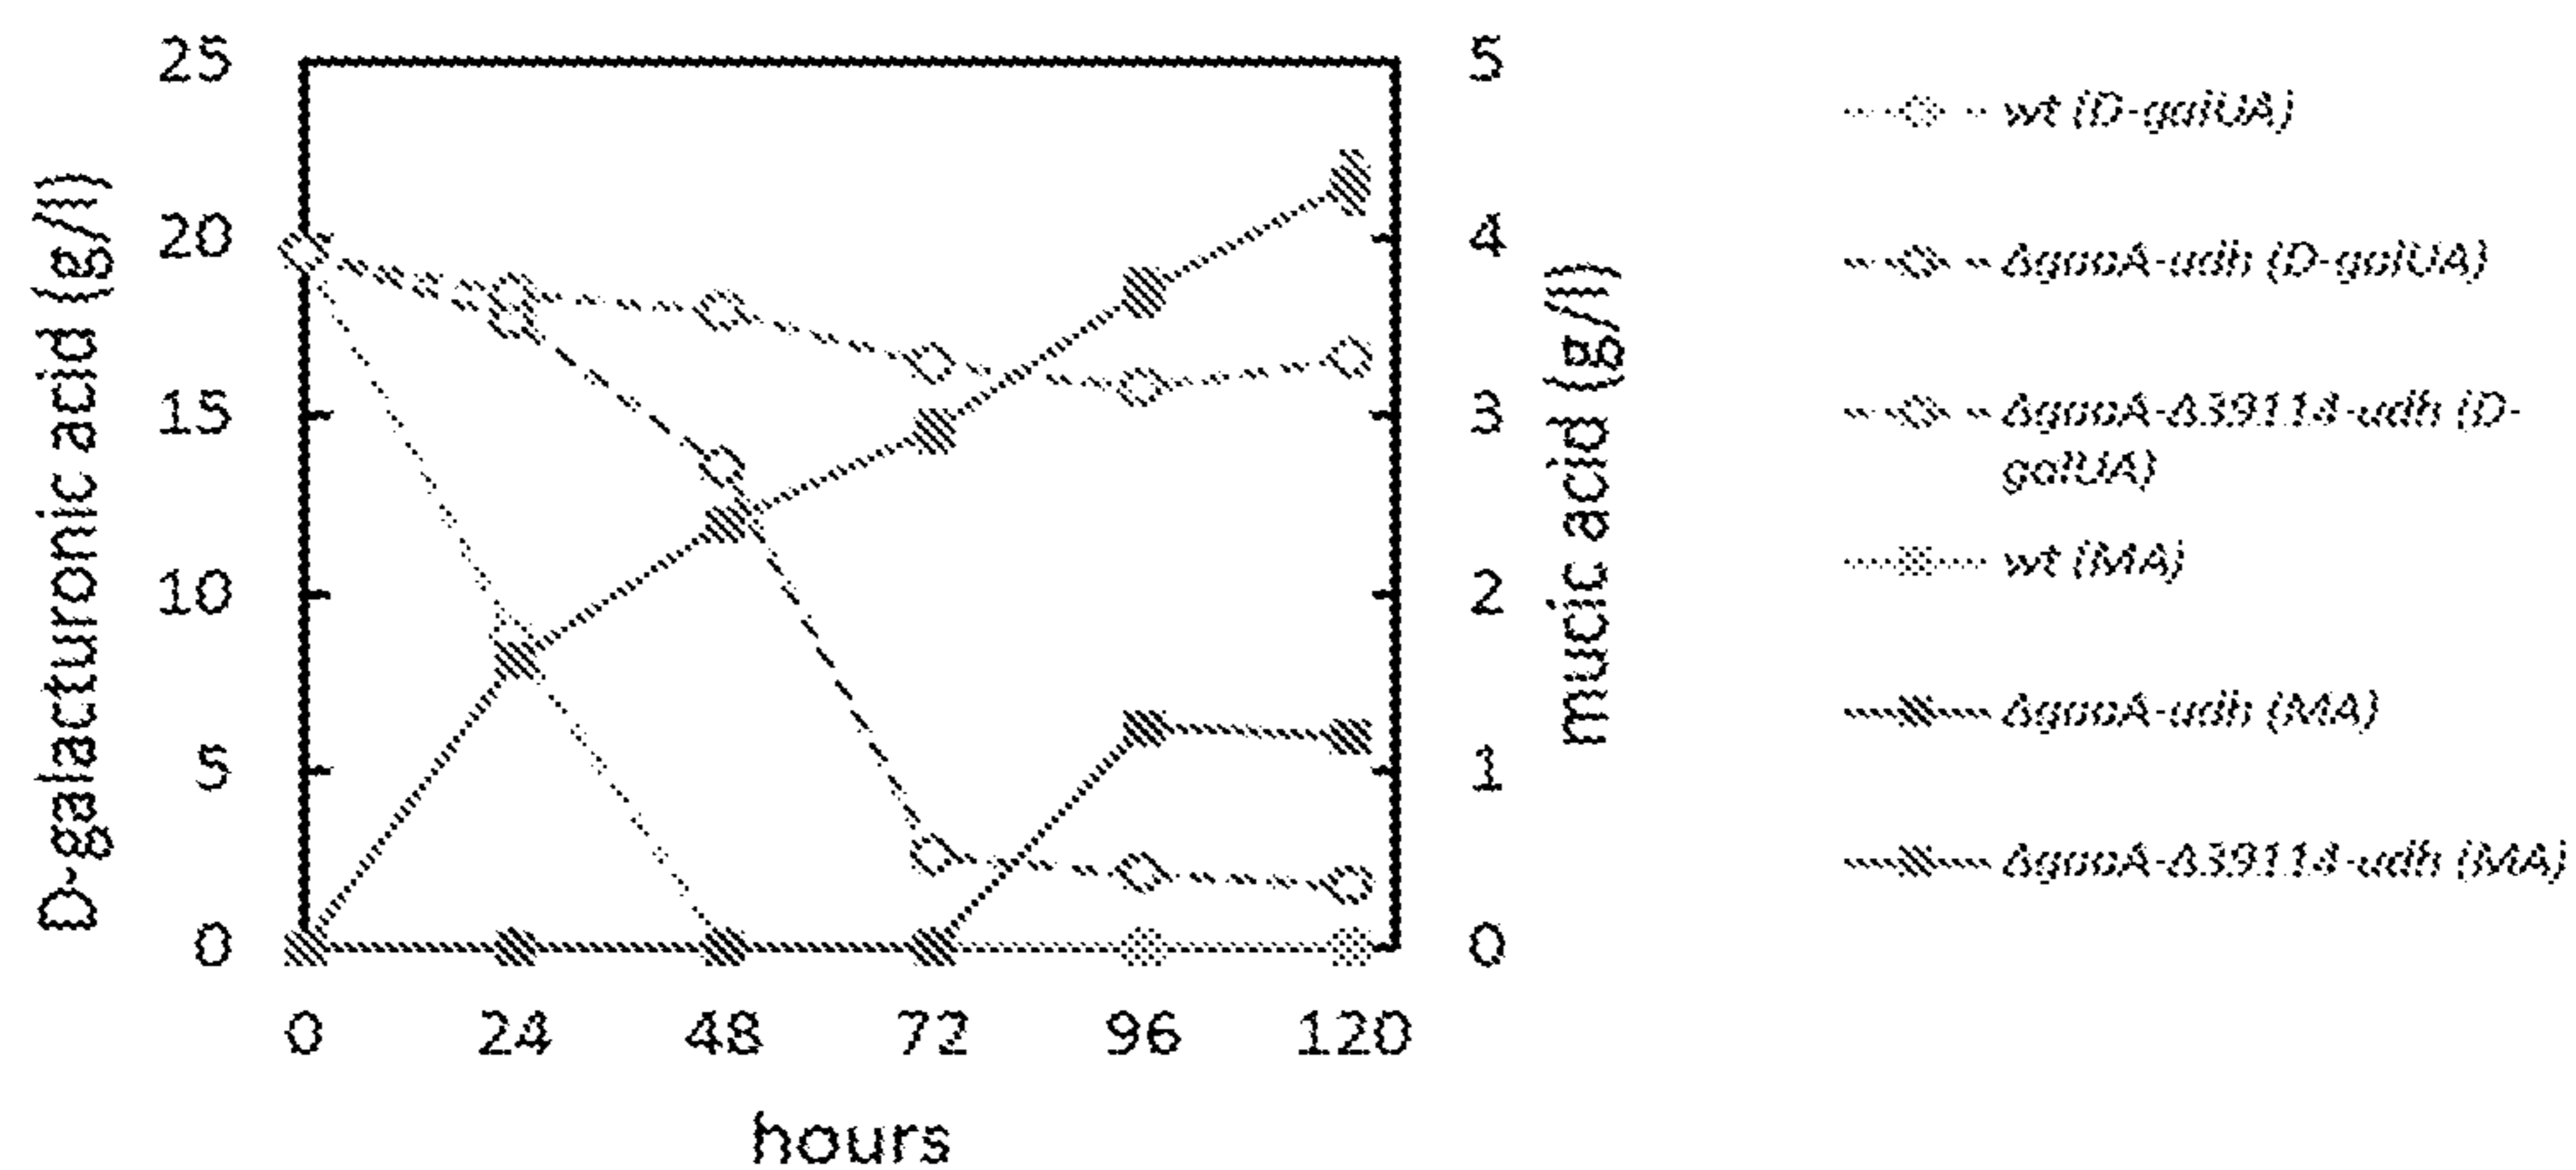 25
20
15
10
5
0
D-galacturonic acid (g/l)
5
4
3
2
1
0
mucic acid (g/l)
0 24 48 72 96 120
hours
wt (D-galUA)
ΔgaaA-udh (D-galUA)
ΔgaaA-Δ39114-udh (D-
galUA)
wt (MA)
ΔgaaA-udh (MA)
ΔgaaA-Δ39114-udh (MA)